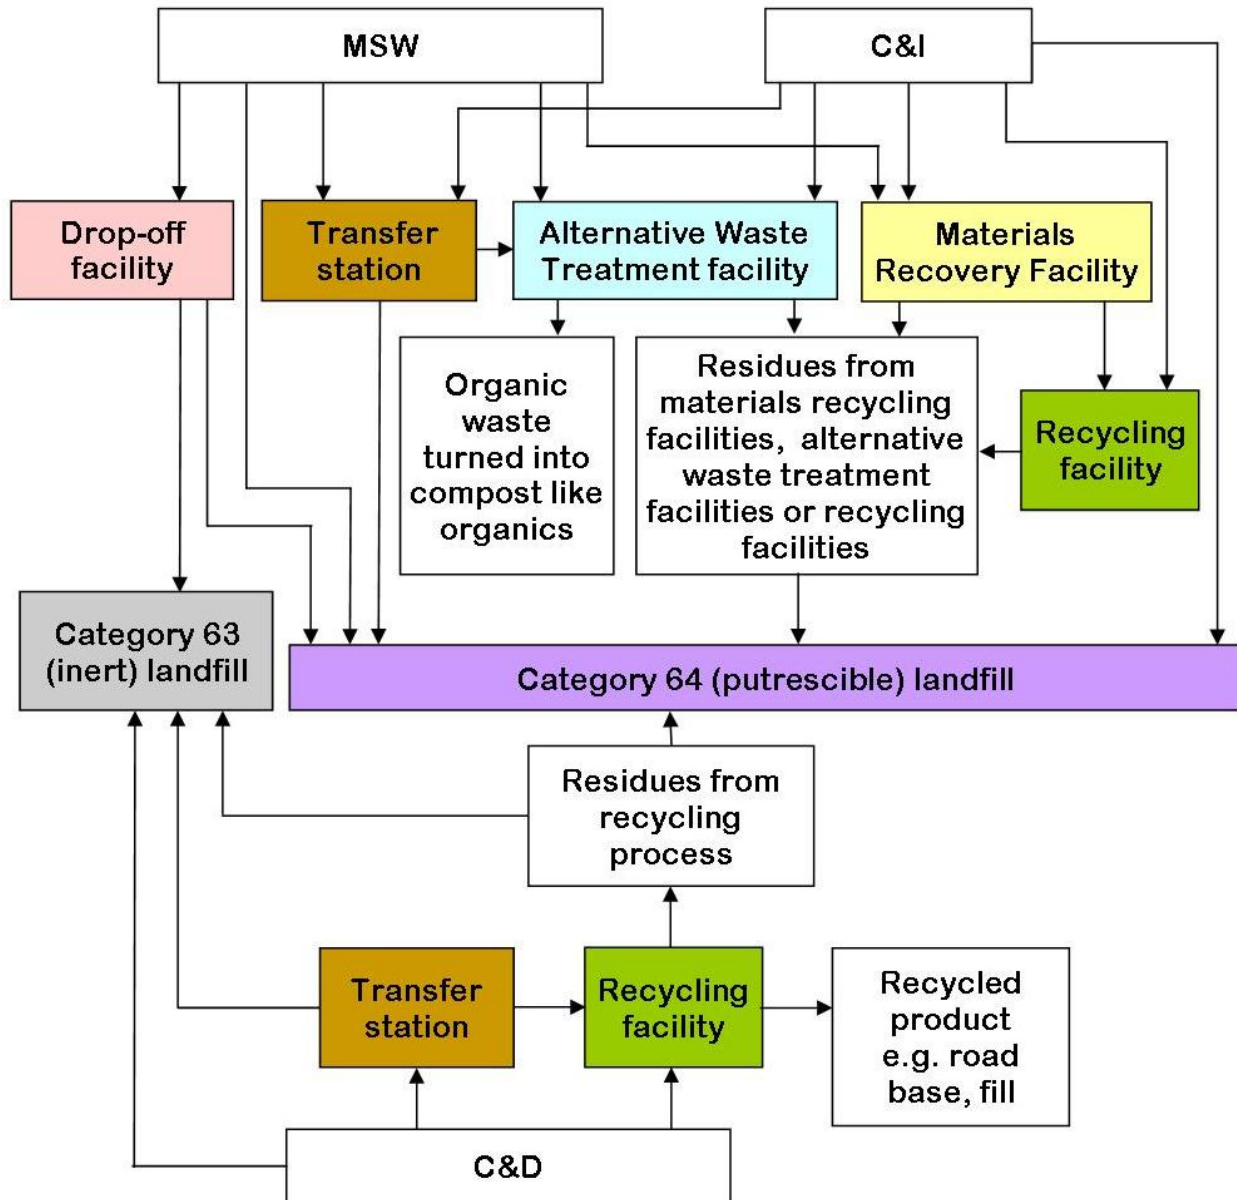 MSW
C&I
Drop-off
facility
Transfer
station
Alternative Waste
Treatment facility
Materials
Recovery Facility
Organic
waste
turned into
compost like
organics
Residues from
materials recycling
facilities, alternative
waste treatment
facilities or recycling
facilities
Recycling
facility
Category 63
(inert) landfill
Category 64 (putrescible) landfill
Residues from
recycling
process
Transfer
station
Recycling
facility
Recycled
product
e.g. road
base, fill
C&D